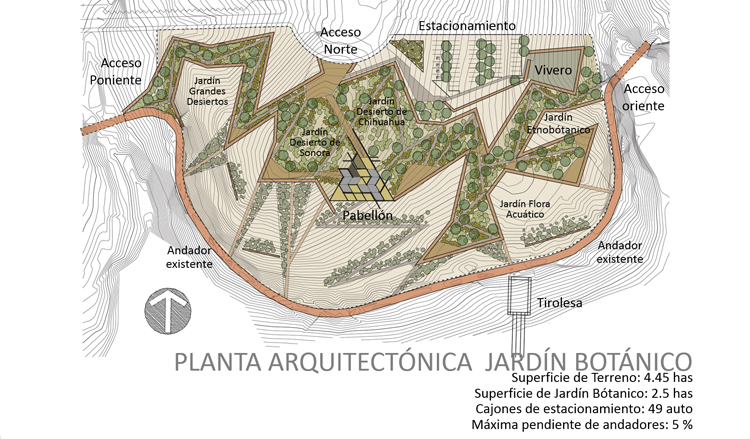 Estacionamiento
Acceso
Norte
Acceso
Poniente
Vivero
Acceso
oriente
Jardín
Grandes
Desiertos
Jardín
Desierto de
Chihuahua
Jardín
Desierto de
Sonora
Jardín
Etnobótanico
Pabellón
Jardín Flora
Acuático
Andador
existente
Andador
existente
Tirolesa
PLANTA ARQUITECTÓNICA JARDÍN BOTÁNICO
Superficie de Terreno: 4.45 has
Superficie de Jardín Bótanico: 2.5 has
Cajones de estacionamiento: 49 auto
Máxima pendiente de andadores: 5 %